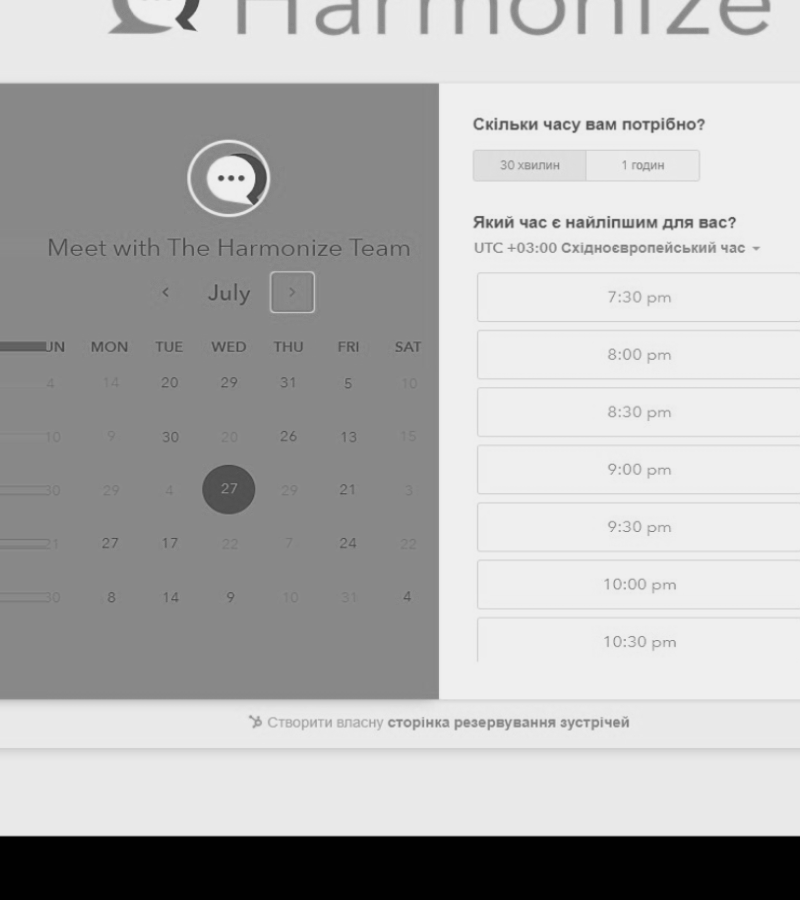 Harmonize
Meet with The Harmonize Team
July
UN MON TUE WED THU FRI SAT
4 14 20 29 31 5 10
10 9 30 20 26 13 15
30 29 4 27 29 21 3
21 27 17 22 7 24 22
30 8 14 9 10 31 4
Скільки часу вам потрібно?
30 хвилин 1 годин
Який час є найліпшим для вас?
UTC +03:00 Східноєвропейський час
7:30 pm
8:00 pm
8:30 pm
9:00 pm
9:30 pm
10:00 pm
10:30 pm
Створити власну сторінка резервування зустрічей